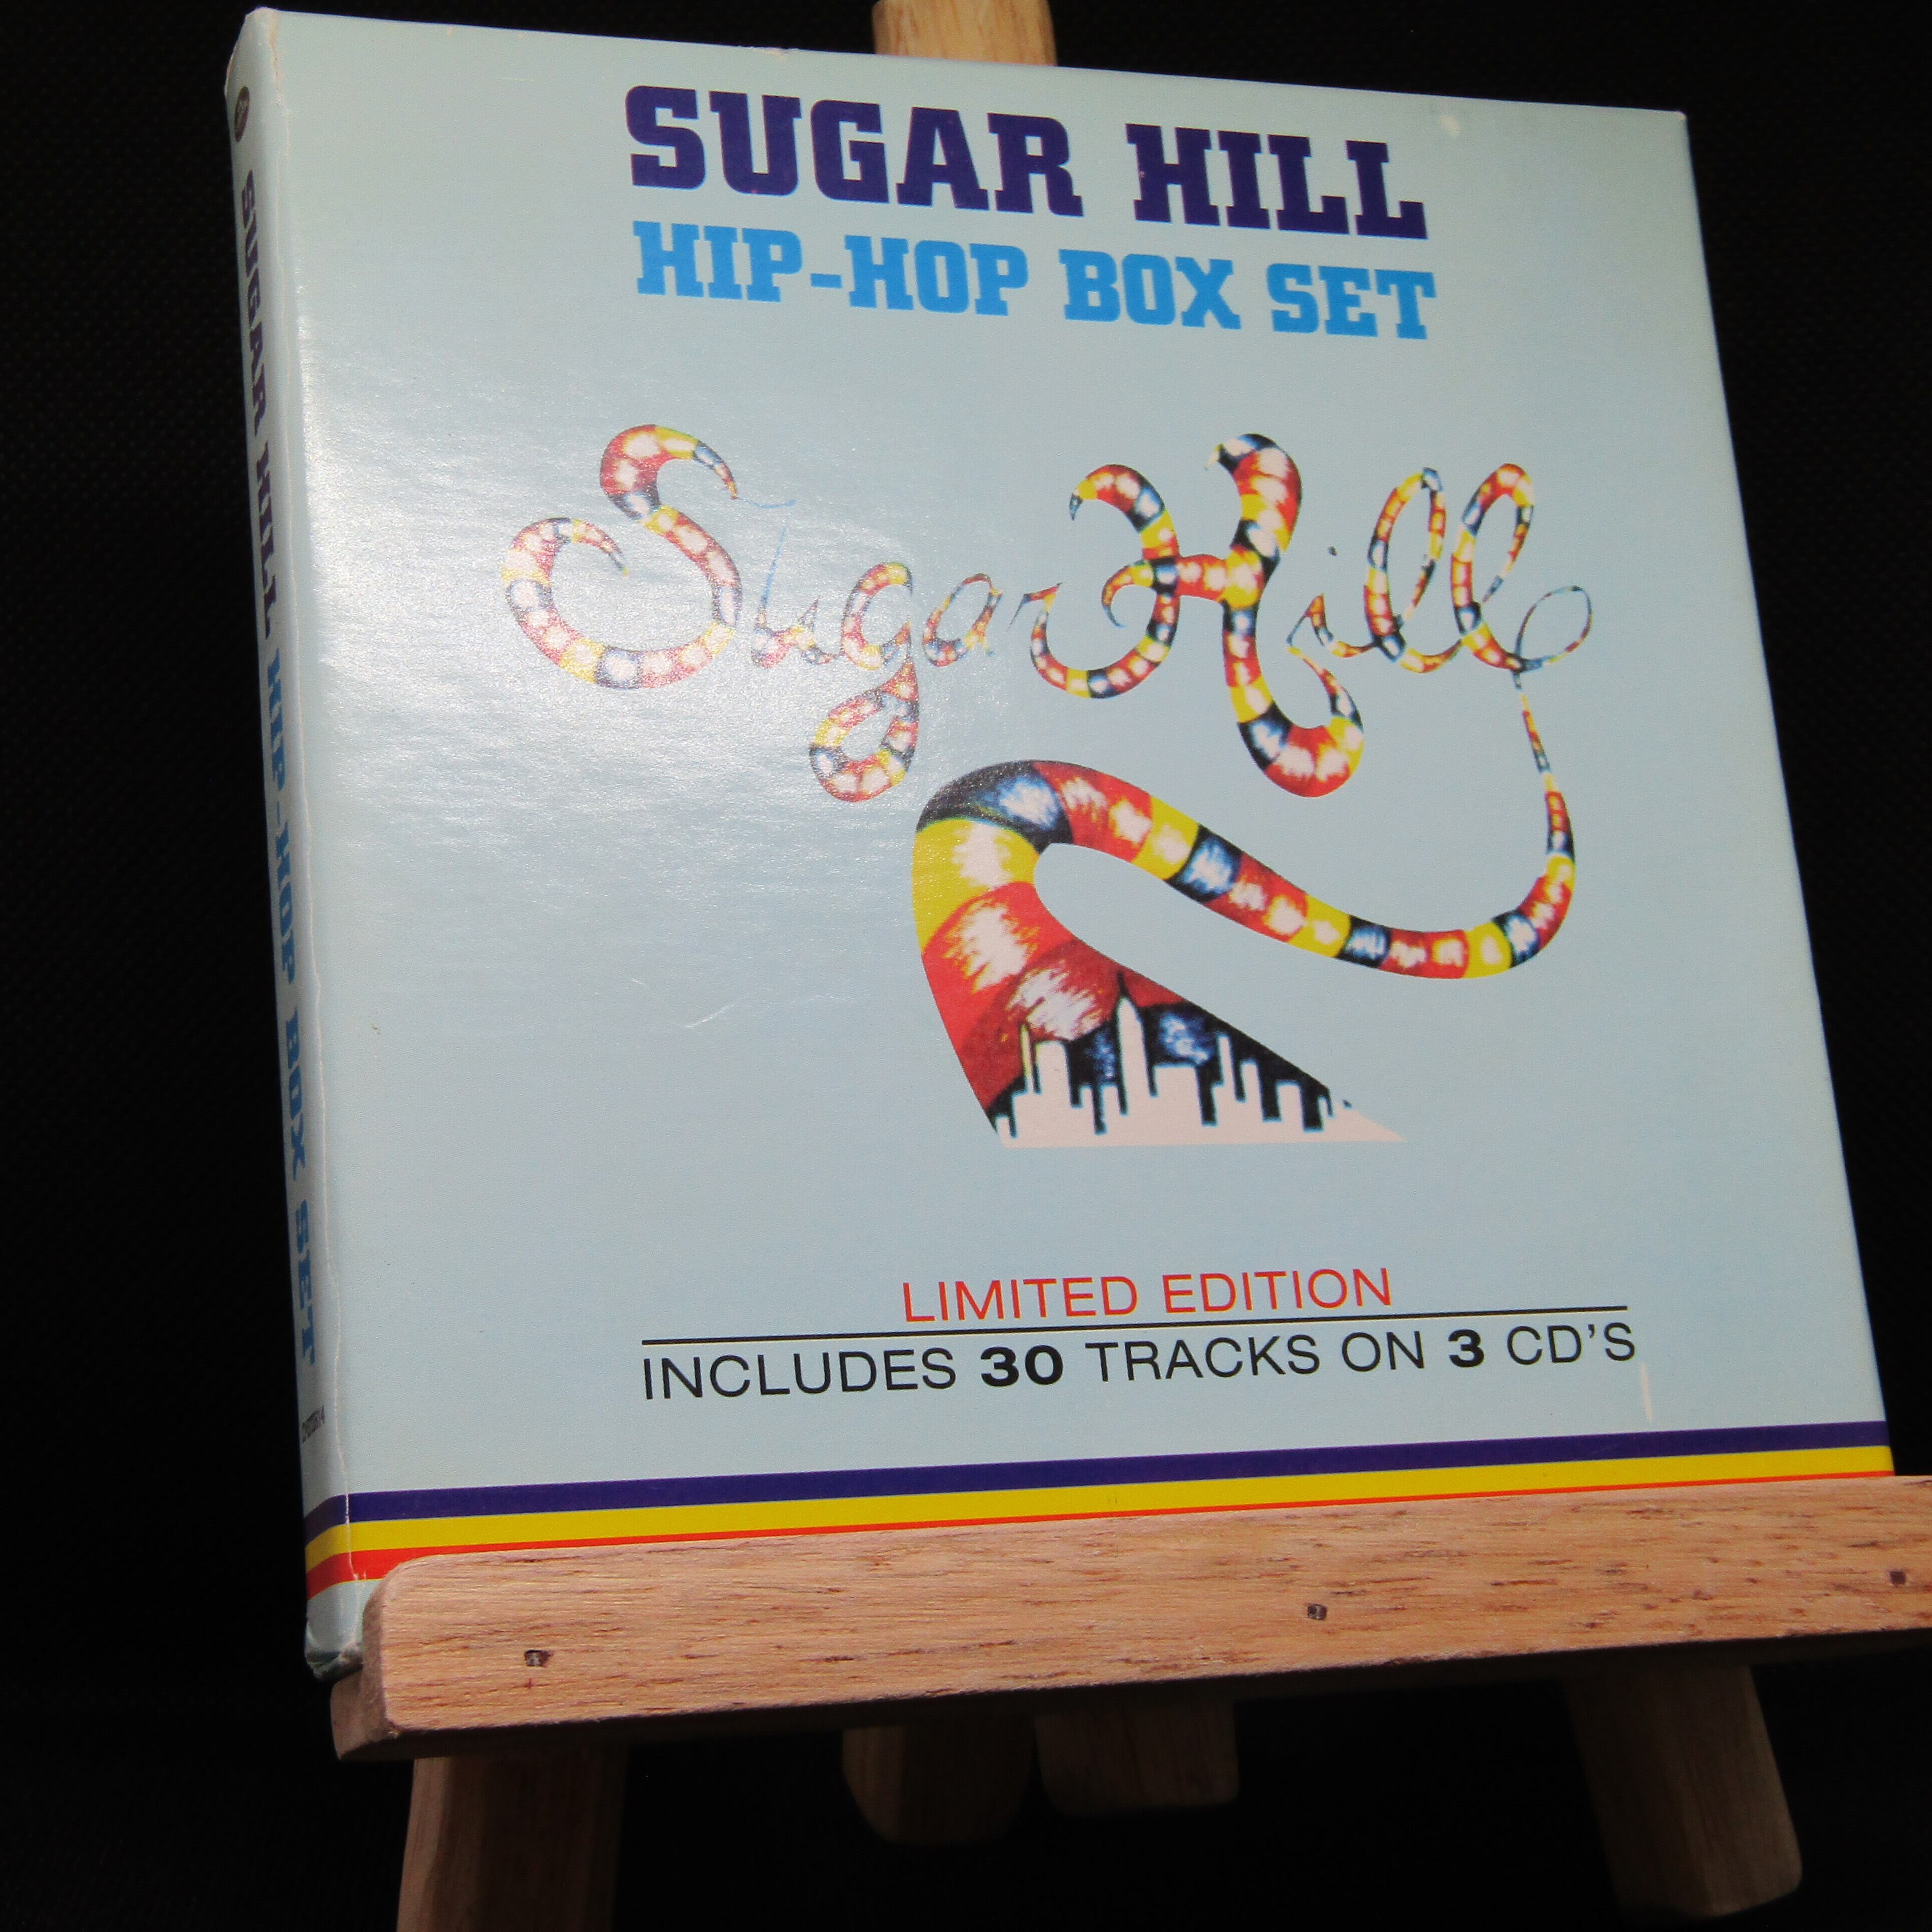 SUGAR HILL
HIP-HOP BOX SET
Sugar Hill
LIMITED EDITION
INCLUDES 30 TRACKS ON 3 CD'S
SUGAR HILL HIP-HOP BOX SET